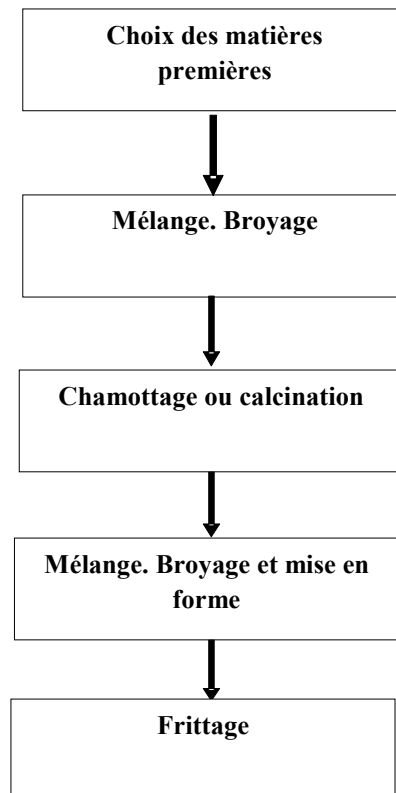 Choix des matières
premières
Mélange. Broyage
Chamottage ou calcination
Mélange. Broyage et mise en
forme
Frittage